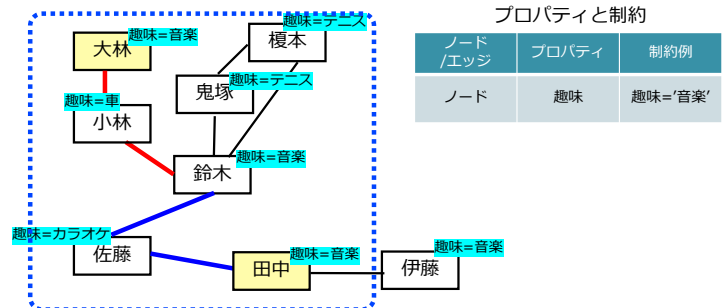 プロパティと制約
ノード/エッジ
プロパティ
制約例
ノード
趣味
趣味='音楽'
趣味=テニス
榎本
趣味=音楽
大林
趣味=テニス
鬼塚
趣味=車
小林
趣味=音楽
鈴木
趣味=カラオケ
佐藤
趣味=音楽
田中
趣味=音楽
伊藤